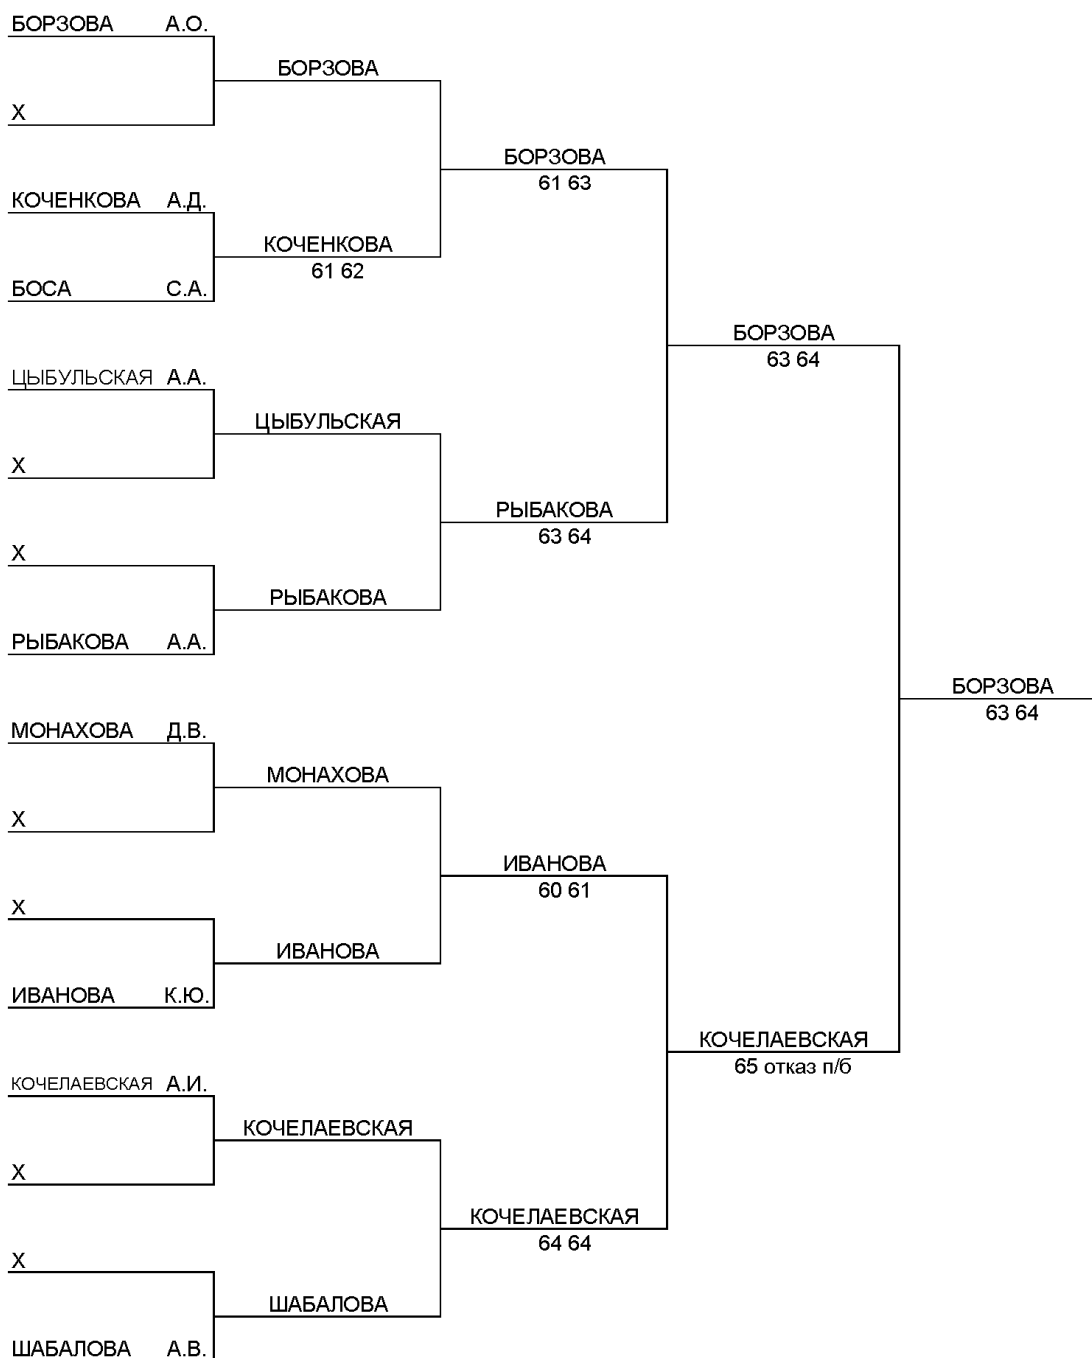 БОРЗОВА А.О.
БОРЗОВА
Х
БОРЗОВА
61 63
КОЧЕНКОВА А.Д.
КОЧЕНКОВА
61 62
БОСА С.А.
БОРЗОВА
63 64
ЦЫБУЛЬСКАЯ А.А.
ЦЫБУЛЬСКАЯ
Х
РЫБАКОВА
63 64
Х
РЫБАКОВА
РЫБАКОВА А.А.
БОРЗОВА
63 64
МОНАХОВА Д.В.
МОНАХОВА
Х
ИВАНОВА
60 61
Х
ИВАНОВА
ИВАНОВА К.Ю.
КОЧЕЛАЕВСКАЯ
65 отказ п/б
КОЧЕЛАЕВСКАЯ А.И.
КОЧЕЛАЕВСКАЯ
Х
КОЧЕЛАЕВСКАЯ
64 64
Х
ШАБАЛОВА
ШАБАЛОВА А.В.